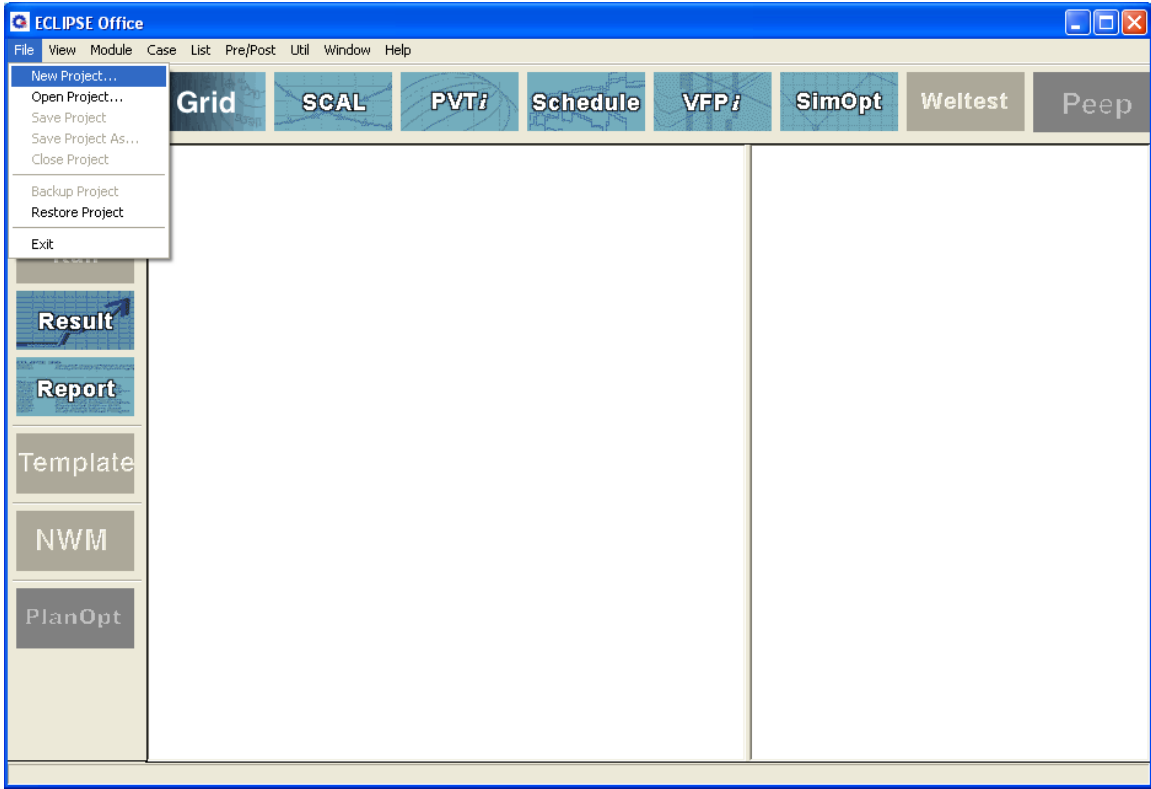 ECLIPSE Office
File View Module Case List Pre/Post Util Window Help
New Project...
Open Project...
Save Project
Save Project As...
Close Project
Backup Project
Restore Project
Exit
Grid SCAL PVTi Schedule VFPi SimOpt Weltest Peep
Result
Report
Template
NWM
PlanOpt